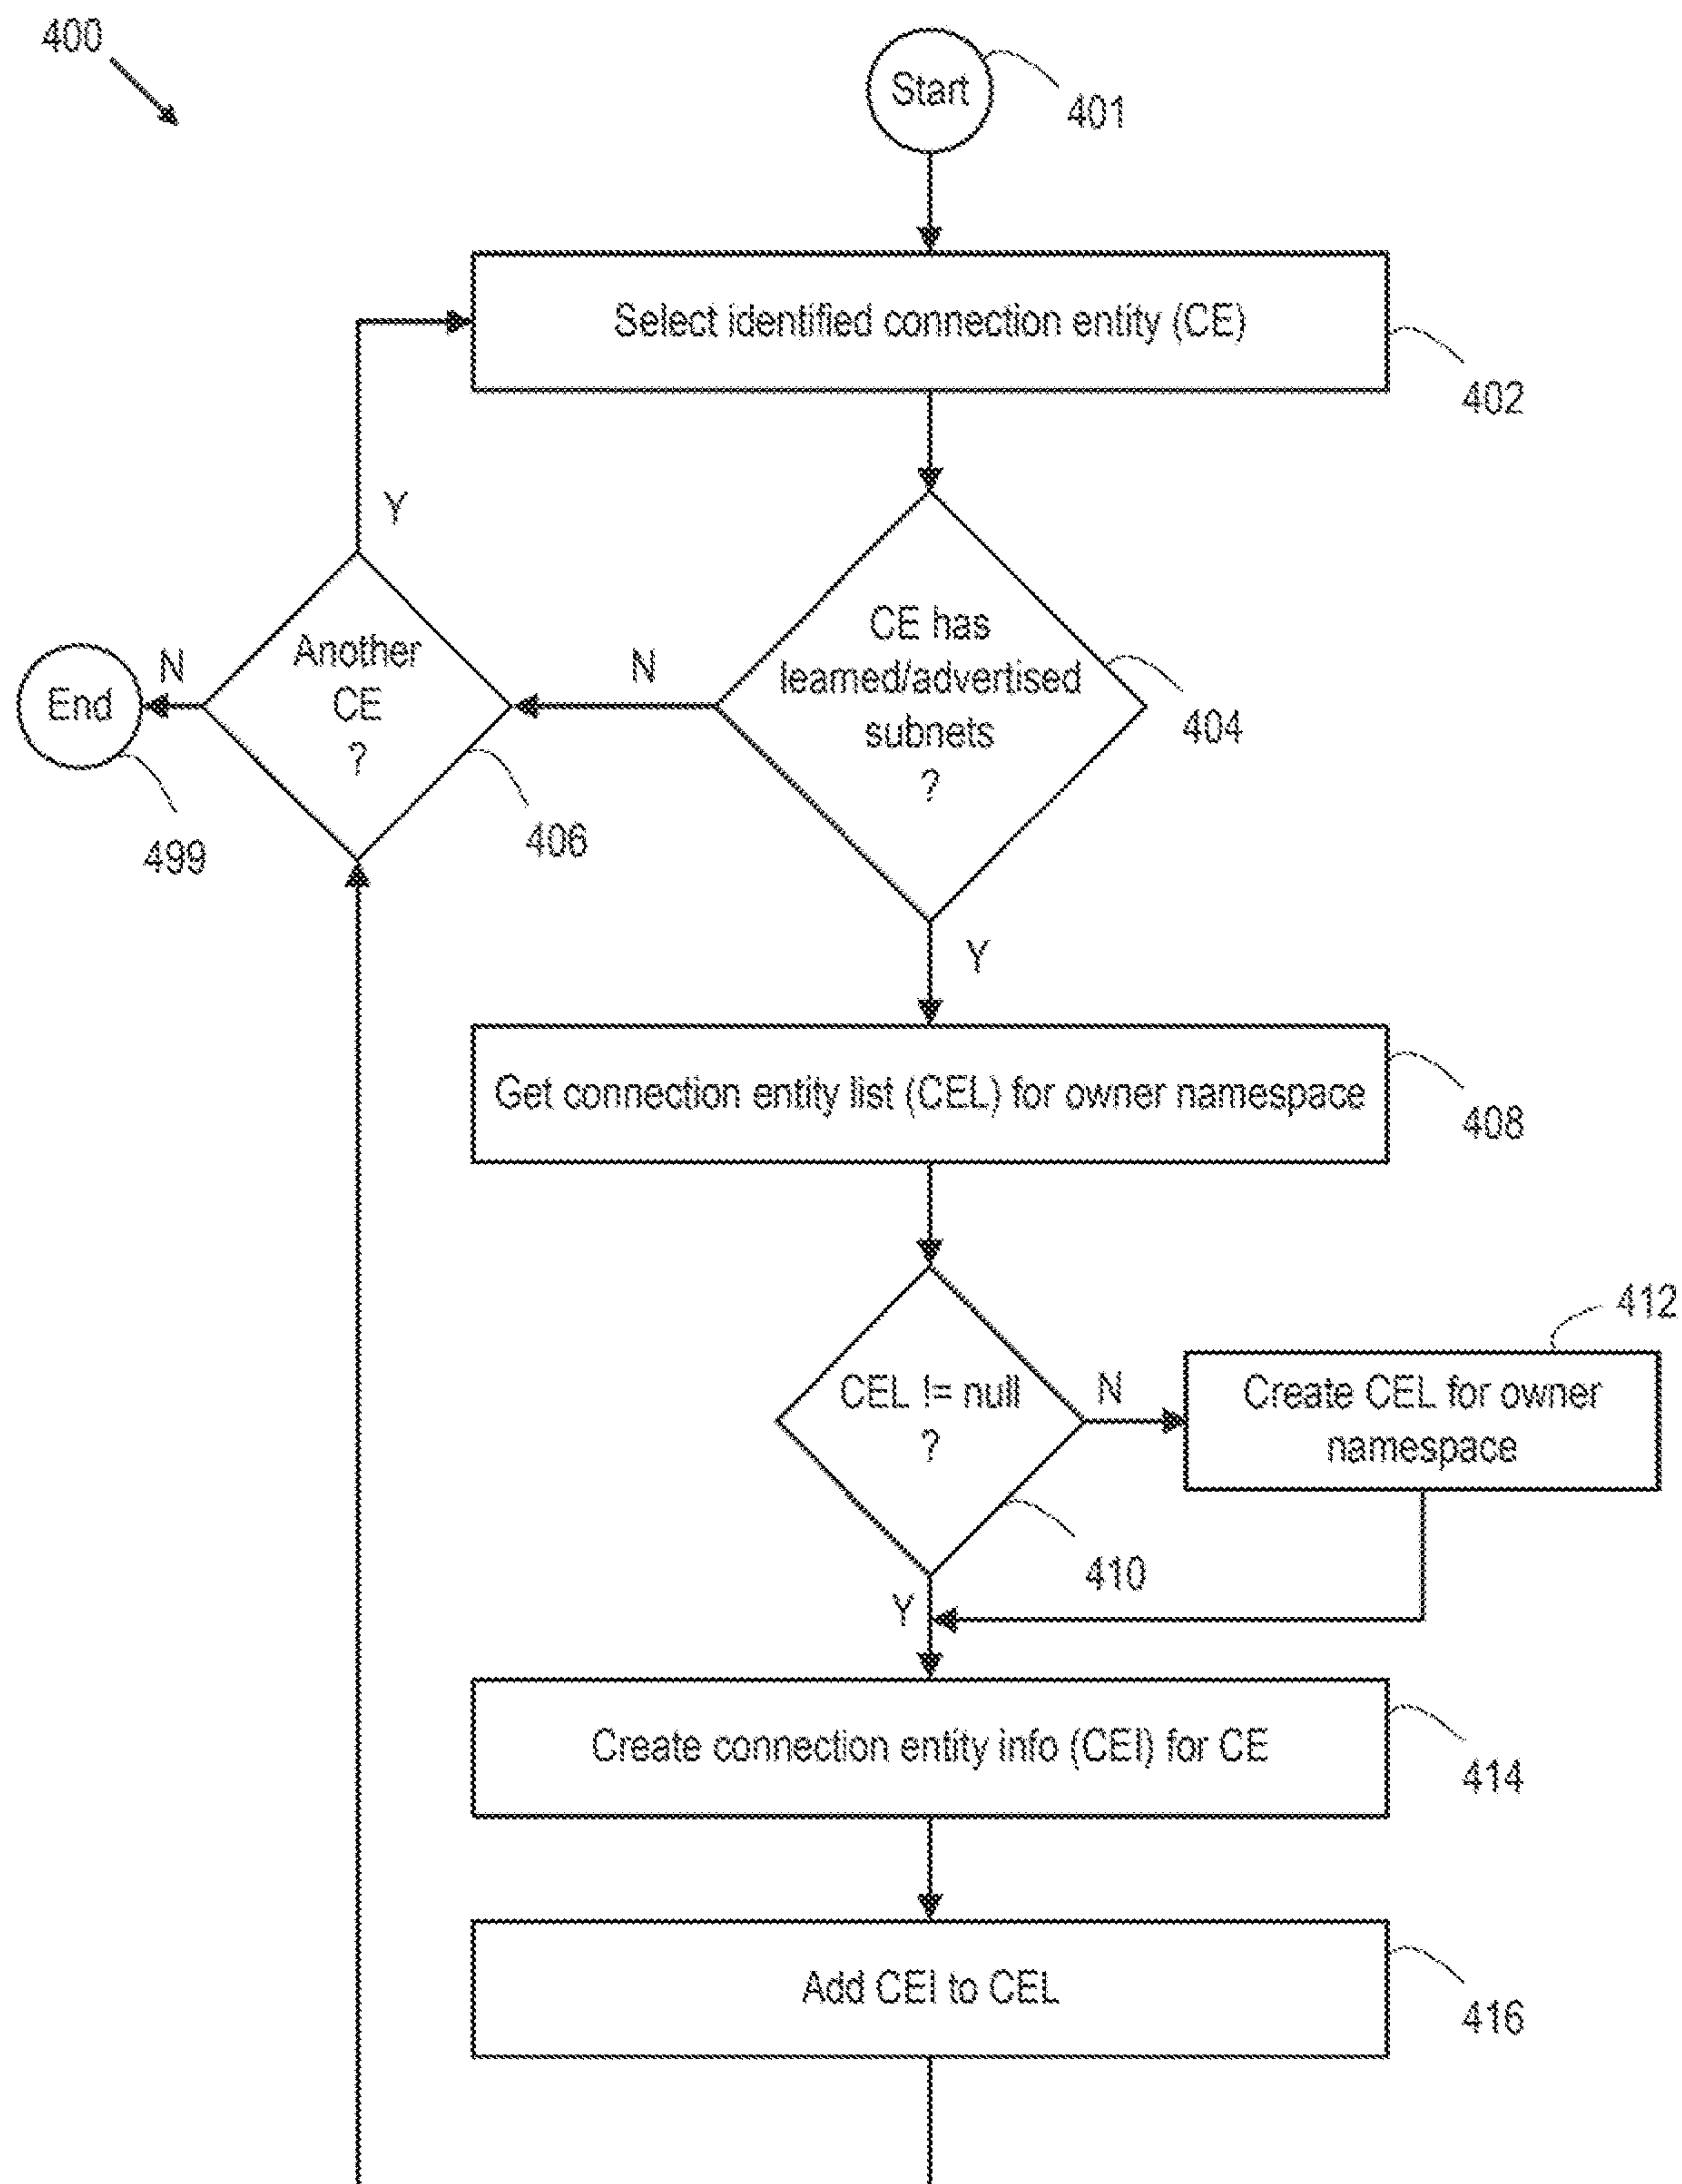 400
Start
401
Select identified connection entity (CE)
402
Y
CE has
learned/advertised
subnets
?
404
N
Another
CE
?
406
N
End
499
Y
Get connection entity list (CEL) for owner namespace
408
CEL != null
?
410
N
412
Create CEL for owner
namespace
Y
Create connection entity info (CEI) for CE
414
Add CEI to CEL
416